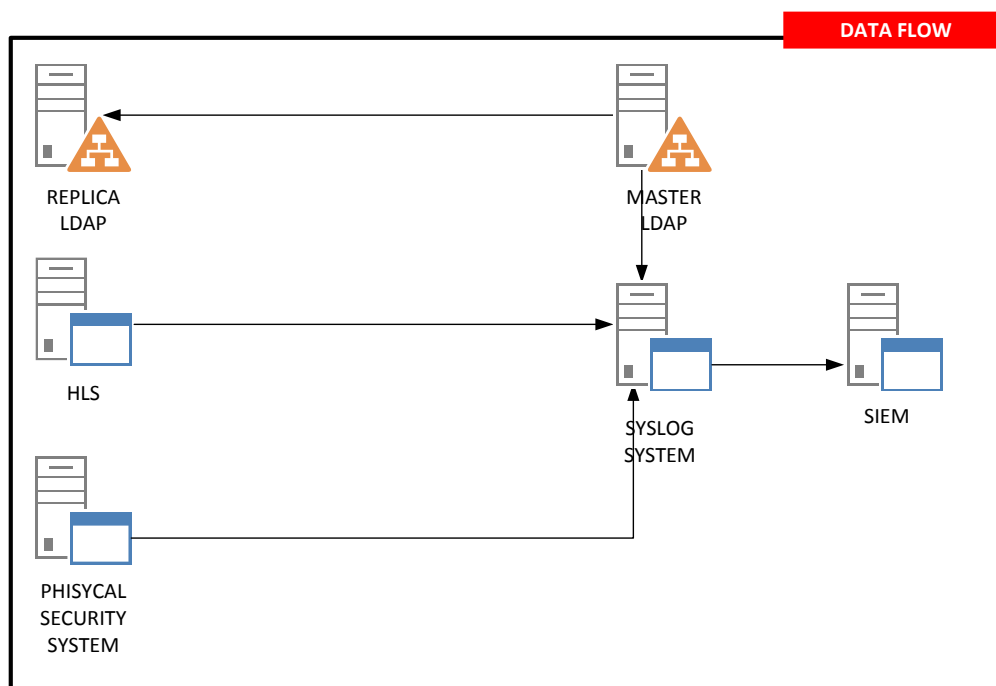 DATA FLOW
REPLICA
LDAP
MASTER
LDAP
HLS
SYSLOG
SYSTEM
SIEM
PHISYCAL
SECURITY
SYSTEM